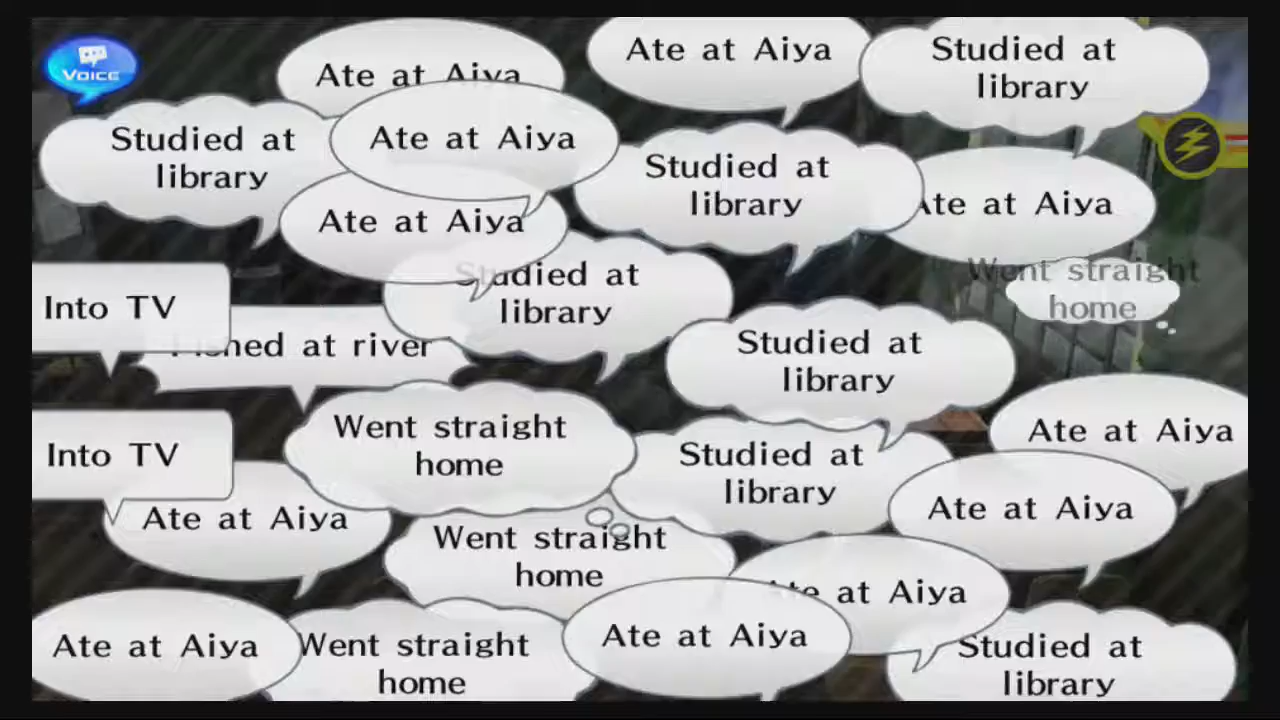 VOICE
Ate at Aiya
Ate at Aiya
Studied at
library
Studied at
library
Ate at Aiya
Studied at
library
Ate at Aiya
Ate at Aiya
Studied at
library
Went straight
home
Into TV
Fished at river
Studied at
library
Went straight
home
Studied at
library
Ate at Aiya
Into TV
Ate at Aiya
Ate at Aiya
Went straight
home
Ate at Aiya
Ate at Aiya
Went straight
home
Ate at Aiya
Studied at
library